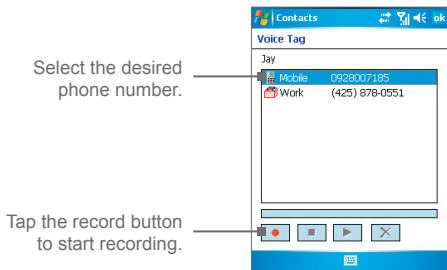 Contacts ok
Voice Tag
Jay
Select the desired
phone number.
Mobile 0928007185
Work (425) 878-0551
Tap the record button
to start recording.